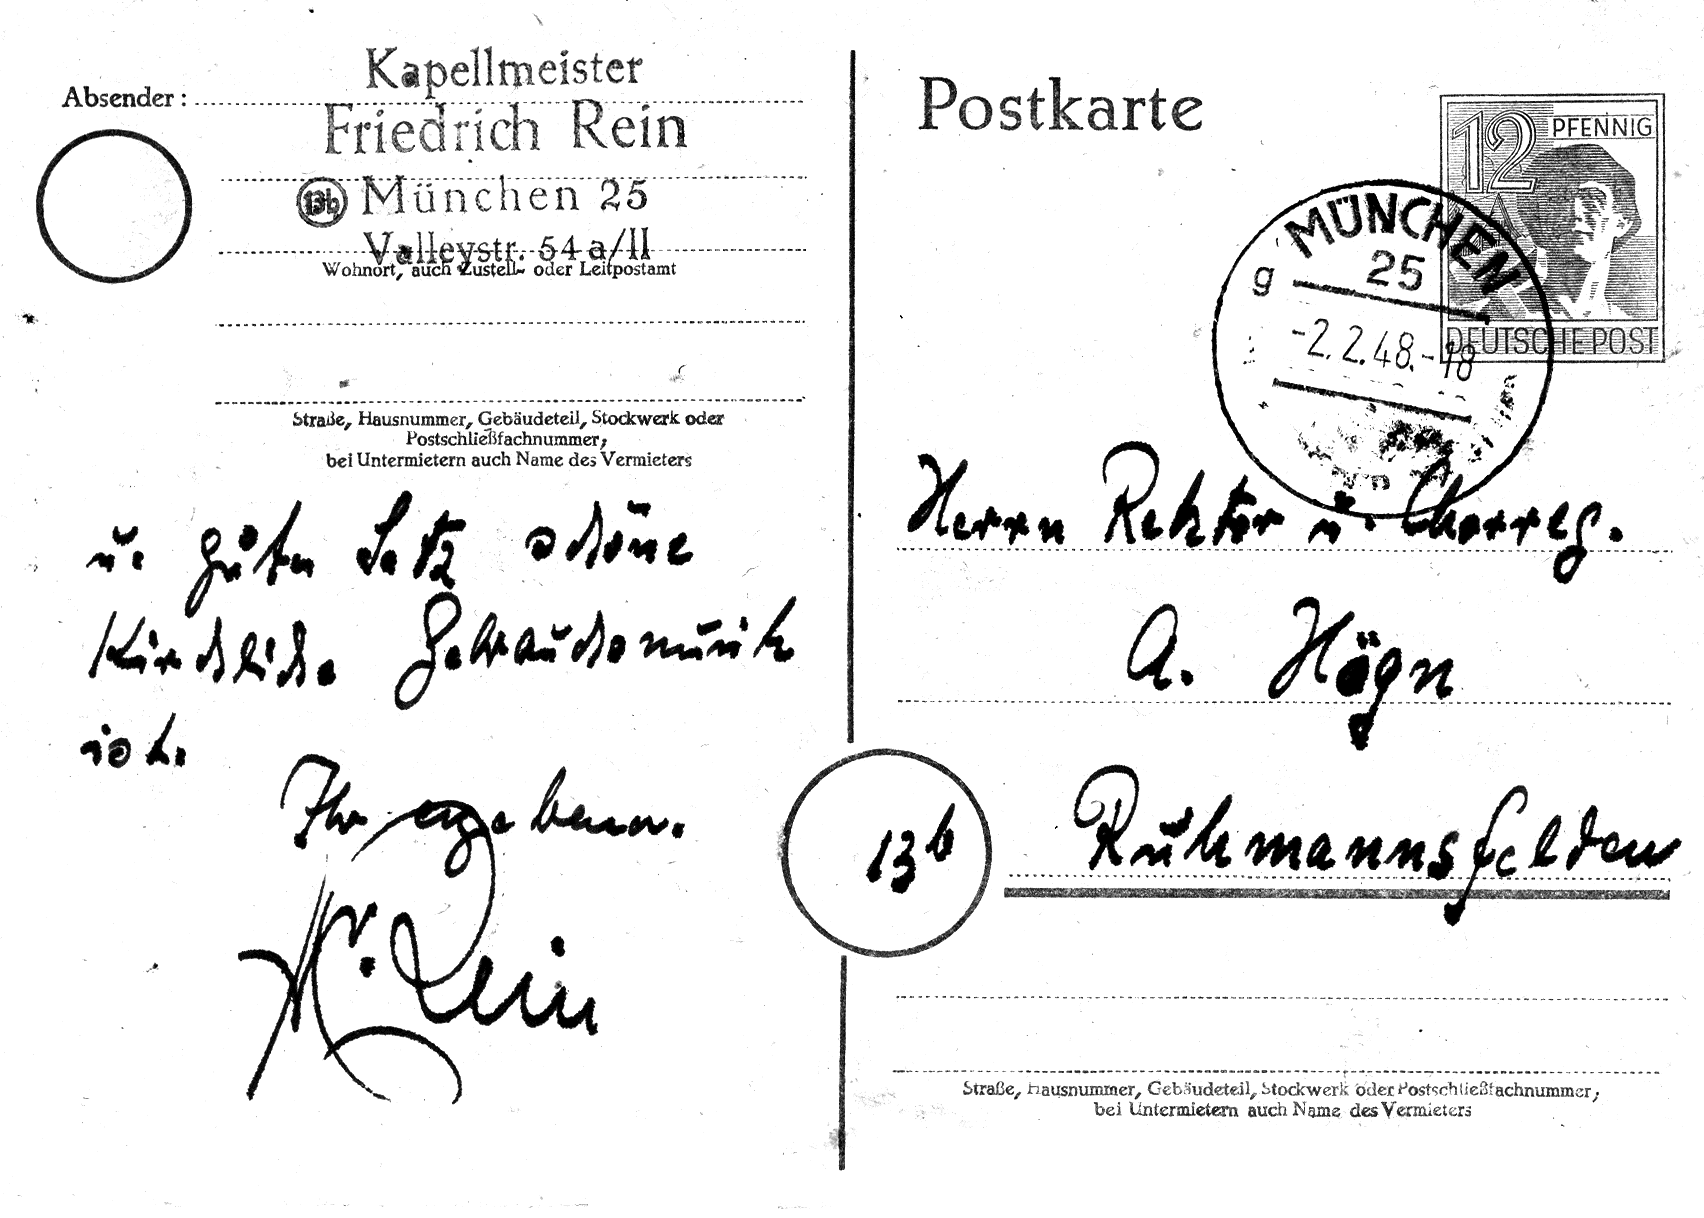 Kapellmeister
Absender:
Friedrich Rein
13b München 25
Valleystr. 54 a/II
Wohnort, auch Zustell- oder Leitpostamt
Straße, Hausnummer, Gebäudeteil, Stockwerk oder
Postschließfachnummer;
bei Untermietern auch Name des Vermieters
u. guten Satz schöne
kirchliche Gebrauchsmusik
ist.
Ihr ergebener.
Fr. Rein
Postkarte
12 PFENNIG
DEUTSCHE POST
MÜNCHEN
25
g
-2.2.48.-18
Herrn Rektor u. Chorreg.
A. Högn
13b
Ruhmannsfelden
Straße, Hausnummer, Gebäudeteil, Stockwerk oder Postschließfachnummer;
bei Untermietern auch Name des Vermieters